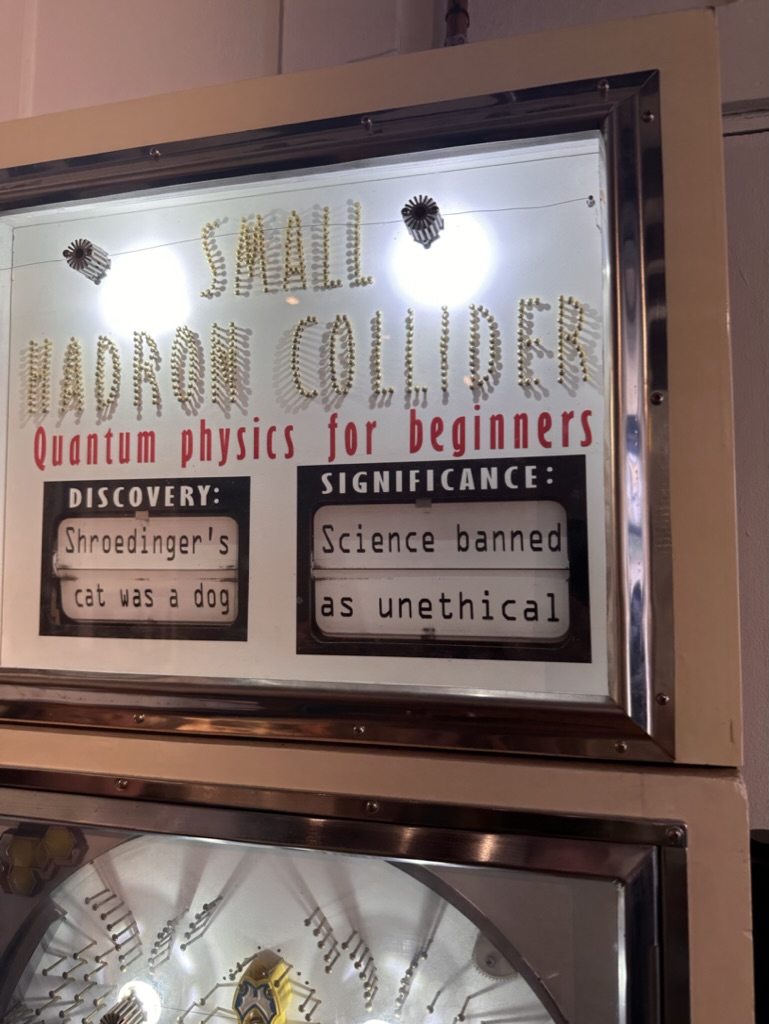 SMALL
HADRON COLLIDER
Quantum physics for beginners
DISCOVERY:
Shroedinger's
cat was a dog
SIGNIFICANCE:
Science banned
as unethical